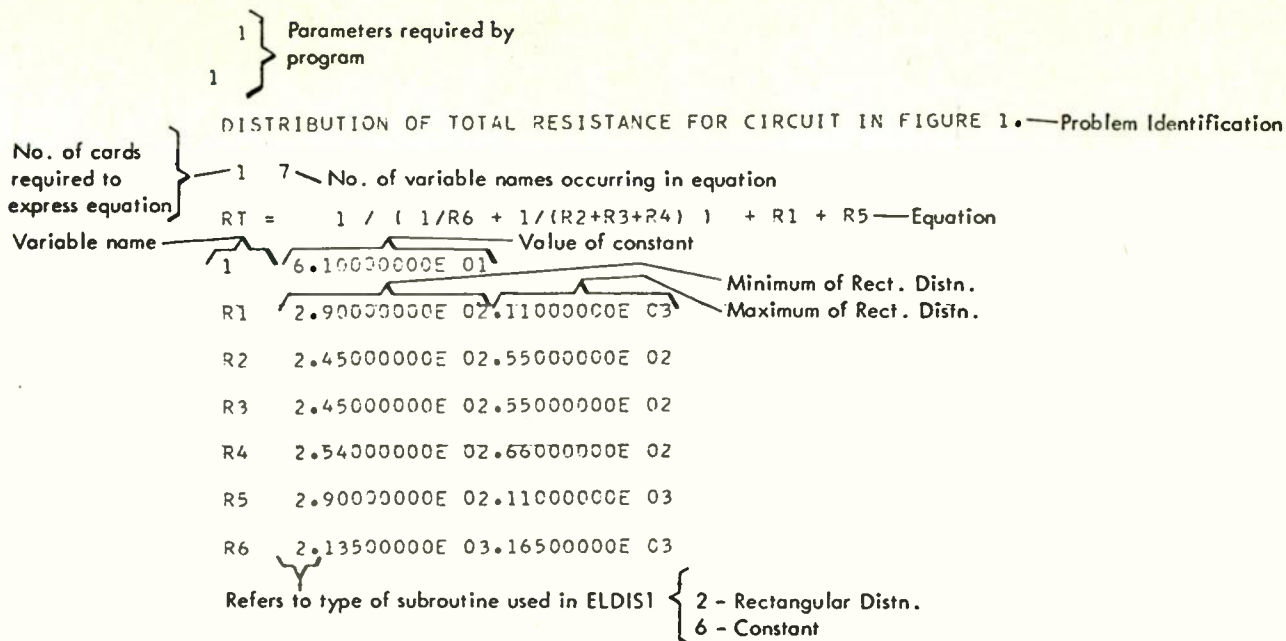 1 Parameters required by
1 program
DISTRIBUTION OF TOTAL RESISTANCE FOR CIRCUIT IN FIGURE 1. Problem Identification
No. of cards
required to
express equation
1 7 No. of variable names occurring in equation
RT = 1 / ( 1/R6 + 1/(R2+R3+R4) ) + R1 + R5 Equation
Variable name
Value of constant
1 6.10000000E 01
Minimum of Rect. Distn.
Maximum of Rect. Distn.
R1 2.90000000E 02.11000000E 03
R2 2.45000000E 02.55000000E 02
R3 2.45000000E 02.55000000E 02
R4 2.54000000E 02.66000000E 02
R5 2.90000000E 02.11000000E 03
R6 2.13500000E 03.16500000E 03
Refers to type of subroutine used in ELDIS1
2 - Rectangular Distn.
6 - Constant